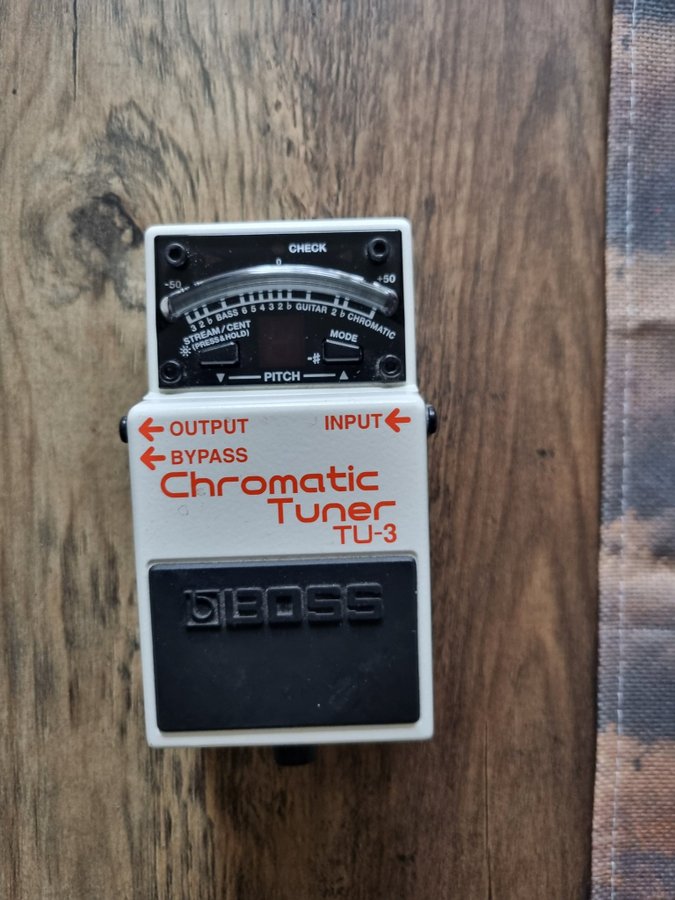 CHECK
-50 0 +50
3 2 ♭ BASS 6 5 4 3 2 ♭ GUITAR 2 ♭ CHROMATIC
STREAM/CENT
(PRESS&HOLD)
MODE
-#
▼ PITCH ▲
← OUTPUT INPUT ←
← BYPASS
Chromatic
Tuner
TU-3
BOSS